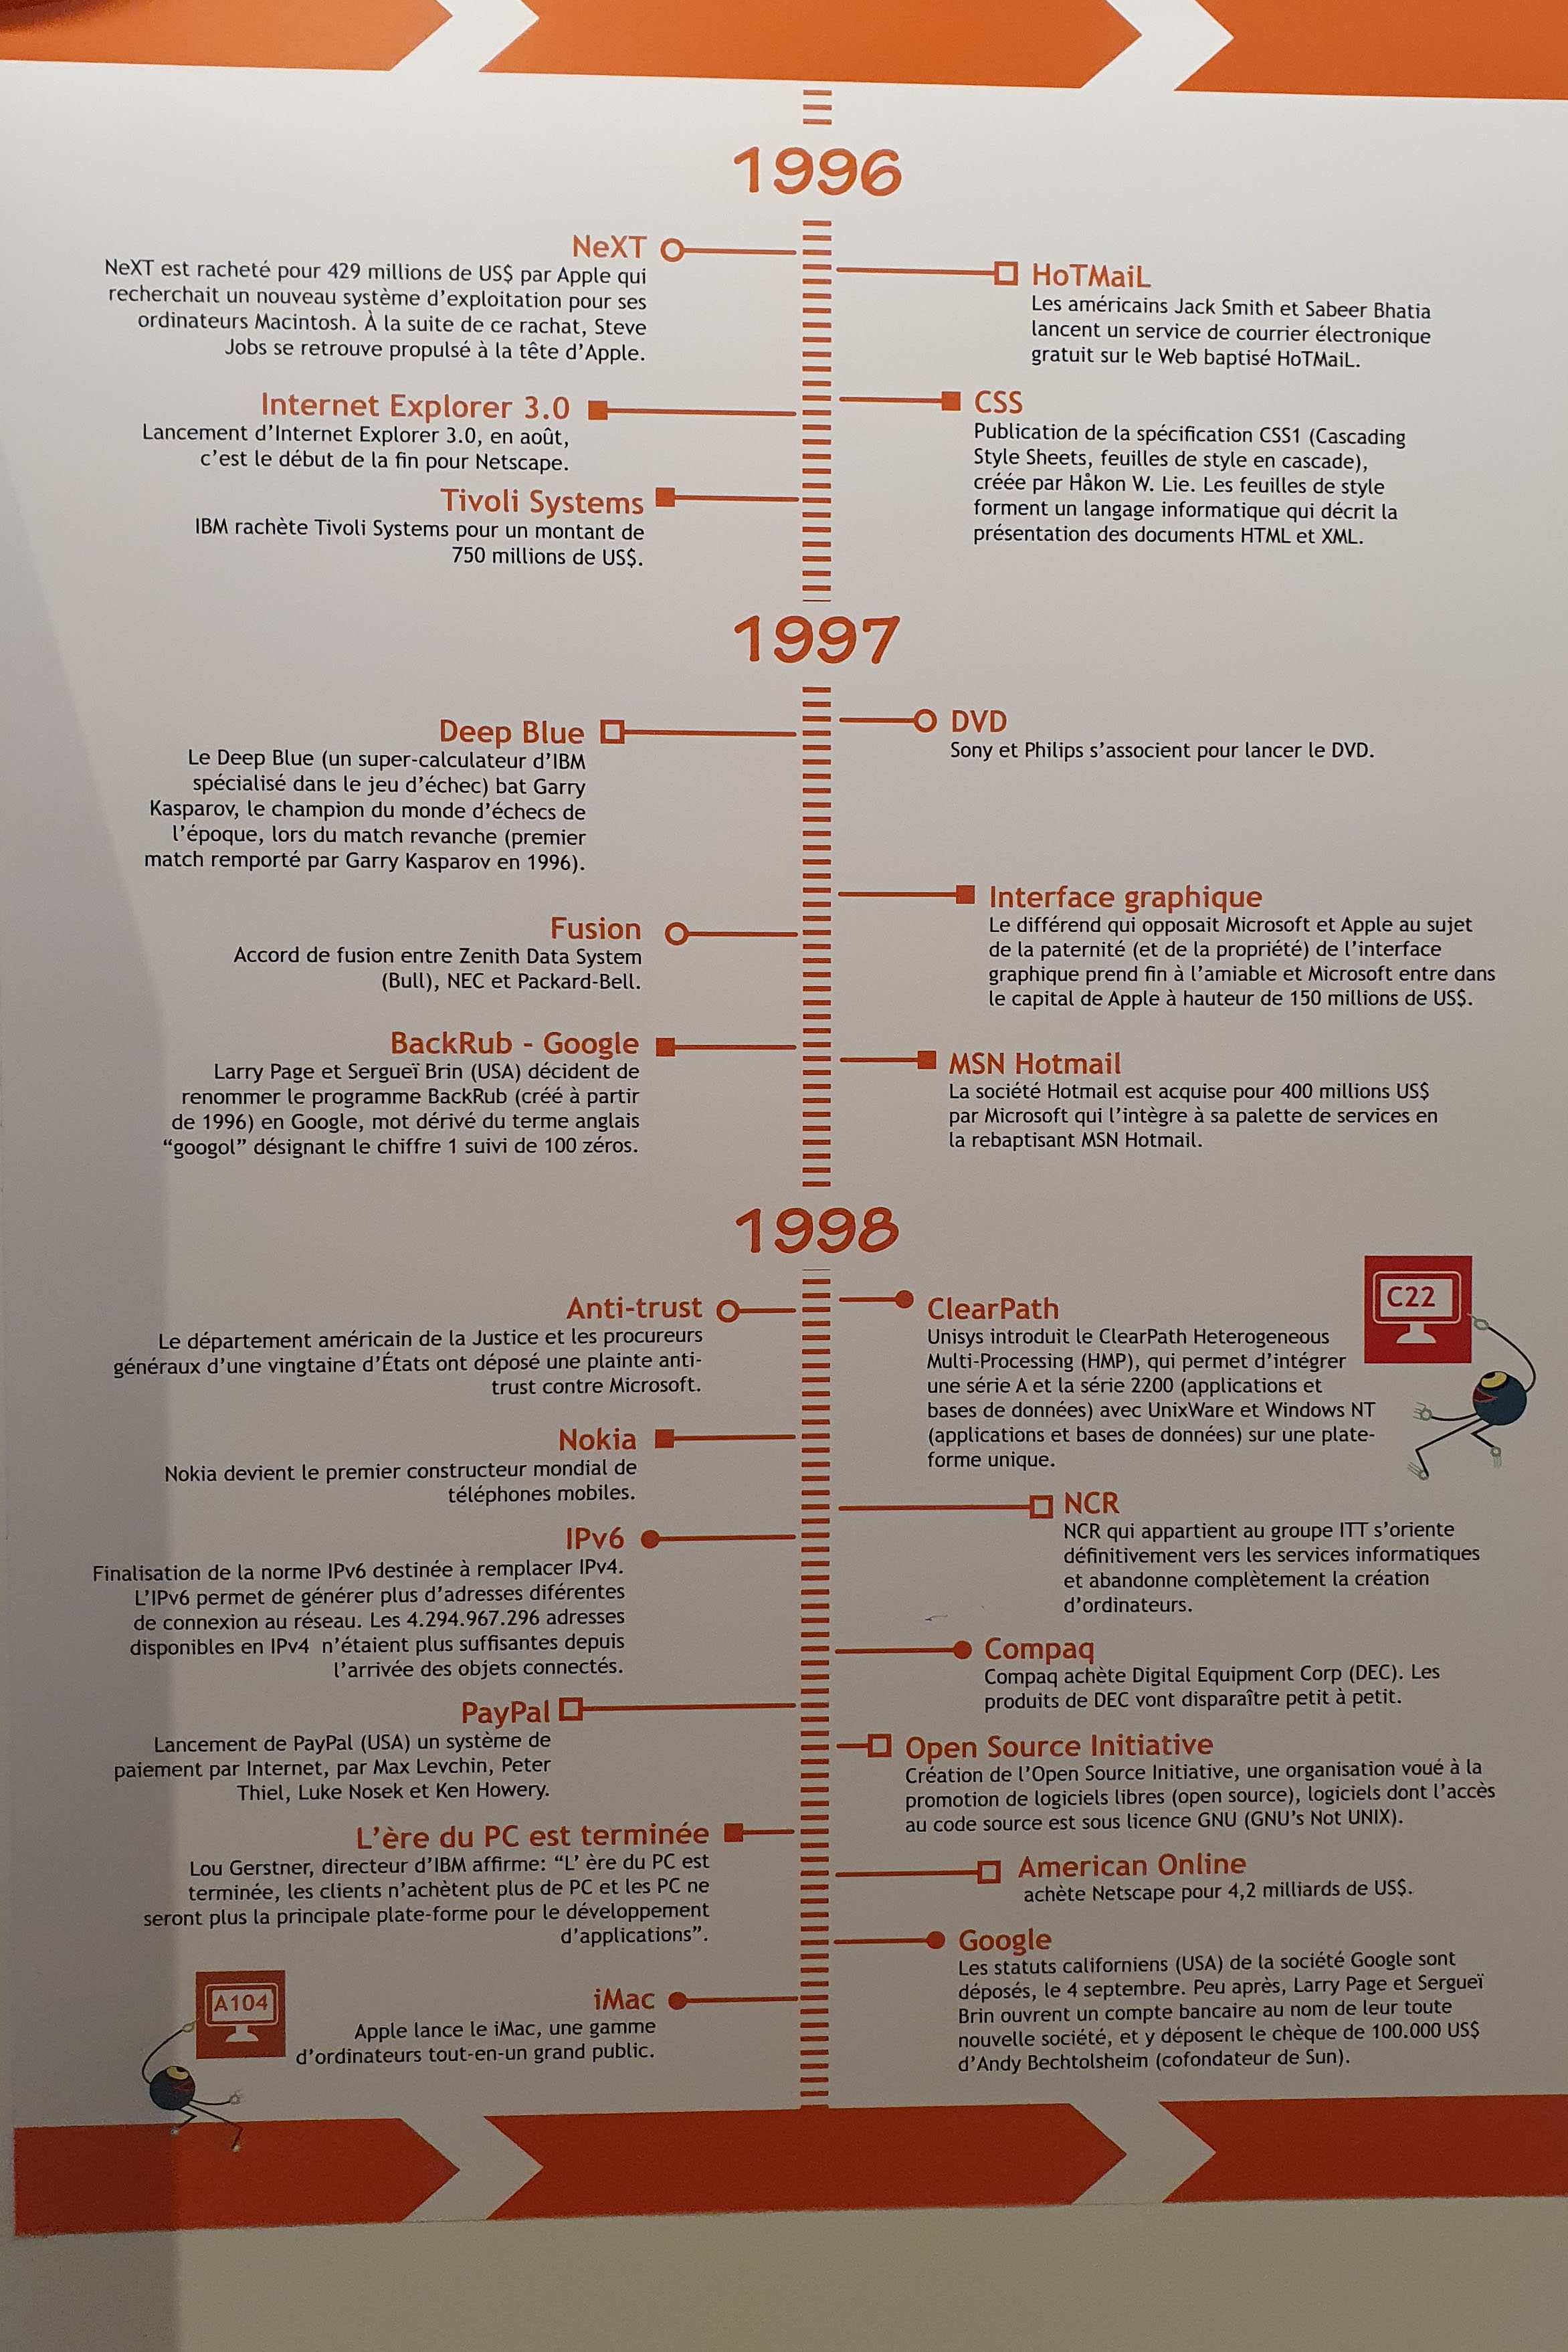 1996
NeXT
NeXT est racheté pour 429 millions de US$ par Apple qui
recherchait un nouveau système d'exploitation pour ses
ordinateurs Macintosh. À la suite de ce rachat, Steve
Jobs se retrouve propulsé à la tête d'Apple.
HoTMaiL
Les américains Jack Smith et Sabeer Bhatia
lancent un service de courrier électronique
gratuit sur le Web baptisé HoTMaiL.
Internet Explorer 3.0
Lancement d'Internet Explorer 3.0, en août,
c'est le début de la fin pour Netscape.
CSS
Publication de la spécification CSS1 (Cascading
Style Sheets, feuilles de style en cascade),
créée par Håkon W. Lie. Les feuilles de style
forment un langage informatique qui décrit la
présentation des documents HTML et XML.
Tivoli Systems
IBM rachète Tivoli Systems pour un montant de
750 millions de US$.
1997
Deep Blue
Le Deep Blue (un super-calculateur d'IBM
spécialisé dans le jeu d'échec) bat Garry
Kasparov, le champion du monde d'échecs de
l'époque, lors du match revanche (premier
match remporté par Garry Kasparov en 1996).
DVD
Sony et Philips s'associent pour lancer le DVD.
Interface graphique
Le différend qui opposait Microsoft et Apple au sujet
de la paternité (et de la propriété) de l'interface
graphique prend fin à l'amiable et Microsoft entre dans
le capital de Apple à hauteur de 150 millions de US$.
Fusion
Accord de fusion entre Zenith Data System
(Bull), NEC et Packard-Bell.
BackRub - Google
Larry Page et Sergueï Brin (USA) décident de
renommer le programme BackRub (créé à partir
de 1996) en Google, mot dérivé du terme anglais
"googol" désignant le chiffre 1 suivi de 100 zéros.
MSN Hotmail
La société Hotmail est acquise pour 400 millions US$
par Microsoft qui l'intègre à sa palette de services en
la rebaptisant MSN Hotmail.
1998
Anti-trust
Le département américain de la Justice et les procureurs
généraux d'une vingtaine d'États ont déposé une plainte anti-
trust contre Microsoft.
ClearPath
Unisys introduit le ClearPath Heterogeneous
Multi-Processing (HMP), qui permet d'intégrer
une série A et la série 2200 (applications et
bases de données) avec UnixWare et Windows NT
(applications et bases de données) sur une plate-
forme unique.
C22
Nokia
Nokia devient le premier constructeur mondial de
téléphones mobiles.
NCR
NCR qui appartient au groupe ITT s'oriente
définitivement vers les services informatiques
et abandonne complètement la création
d'ordinateurs.
IPv6
Finalisation de la norme IPv6 destinée à remplacer IPv4.
L'IPv6 permet de générer plus d'adresses diférentes
de connexion au réseau. Les 4.294.967.296 adresses
disponibles en IPv4 n'étaient plus suffisantes depuis
l'arrivée des objets connectés.
Compaq
Compaq achète Digital Equipment Corp (DEC). Les
produits de DEC vont disparaître petit à petit.
PayPal
Lancement de PayPal (USA) un système de
paiement par Internet, par Max Levchin, Peter
Thiel, Luke Nosek et Ken Howery.
Open Source Initiative
Création de l'Open Source Initiative, une organisation voué à la
promotion de logiciels libres (open source), logiciels dont l'accès
au code source est sous licence GNU (GNU's Not UNIX).
L'ère du PC est terminée
Lou Gerstner, directeur d'IBM affirme: "L' ère du PC est
terminée, les clients n'achètent plus de PC et les PC ne
seront plus la principale plate-forme pour le développement
d'applications".
American Online
achète Netscape pour 4,2 milliards de US$.
Google
Les statuts californiens (USA) de la société Google sont
déposés, le 4 septembre. Peu après, Larry Page et Sergueï
Brin ouvrent un compte bancaire au nom de leur toute
nouvelle société, et y déposent le chèque de 100.000 US$
d'Andy Bechtolsheim (cofondateur de Sun).
A104
iMac
Apple lance le iMac, une gamme
d'ordinateurs tout-en-un grand public.